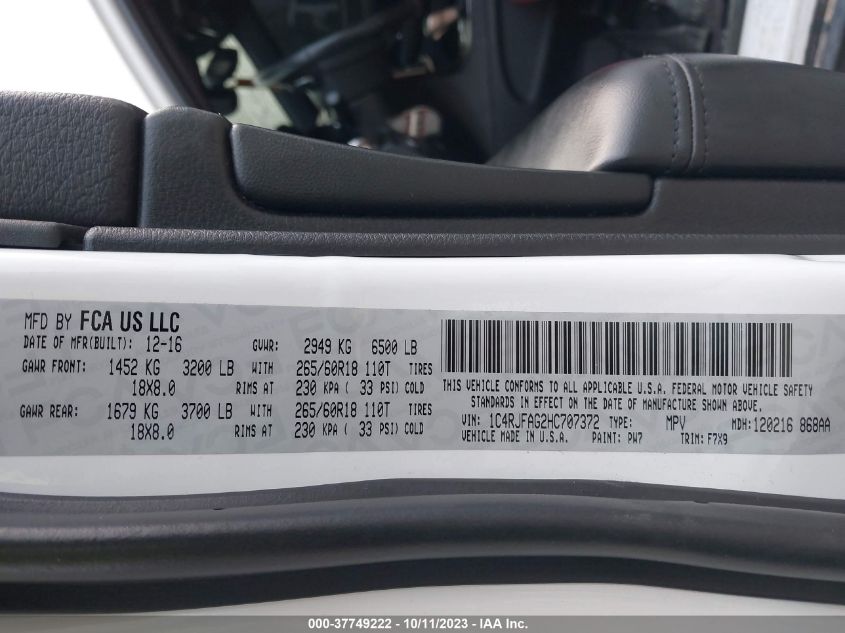 MFD BY FCA US LLC
DATE OF MFR(BUILT): 12-16 GVWR: 2949 KG 6500 LB
GAWR FRONT: 1452 KG 3200 LB WITH 265/60R18 110T TIRES
18X8.0 RIMS AT 230 KPA ( 33 PSI) COLD
GAWR REAR: 1679 KG 3700 LB WITH 265/60R18 110T TIRES
18X8.0 RIMS AT 230 KPA ( 33 PSI) COLD
THIS VEHICLE CONFORMS TO ALL APPLICABLE U.S.A. FEDERAL MOTOR VEHICLE SAFETY
STANDARDS IN EFFECT ON THE DATE OF MANUFACTURE SHOWN ABOVE.
VIN: 1C4RJFAG2HC707372 TYPE: MPV MDH: 120216 868AA
VEHICLE MADE IN U.S.A. PAINT: PW7 TRIM: F7X9
000-37749222 - 10/11/2023 - IAA Inc.